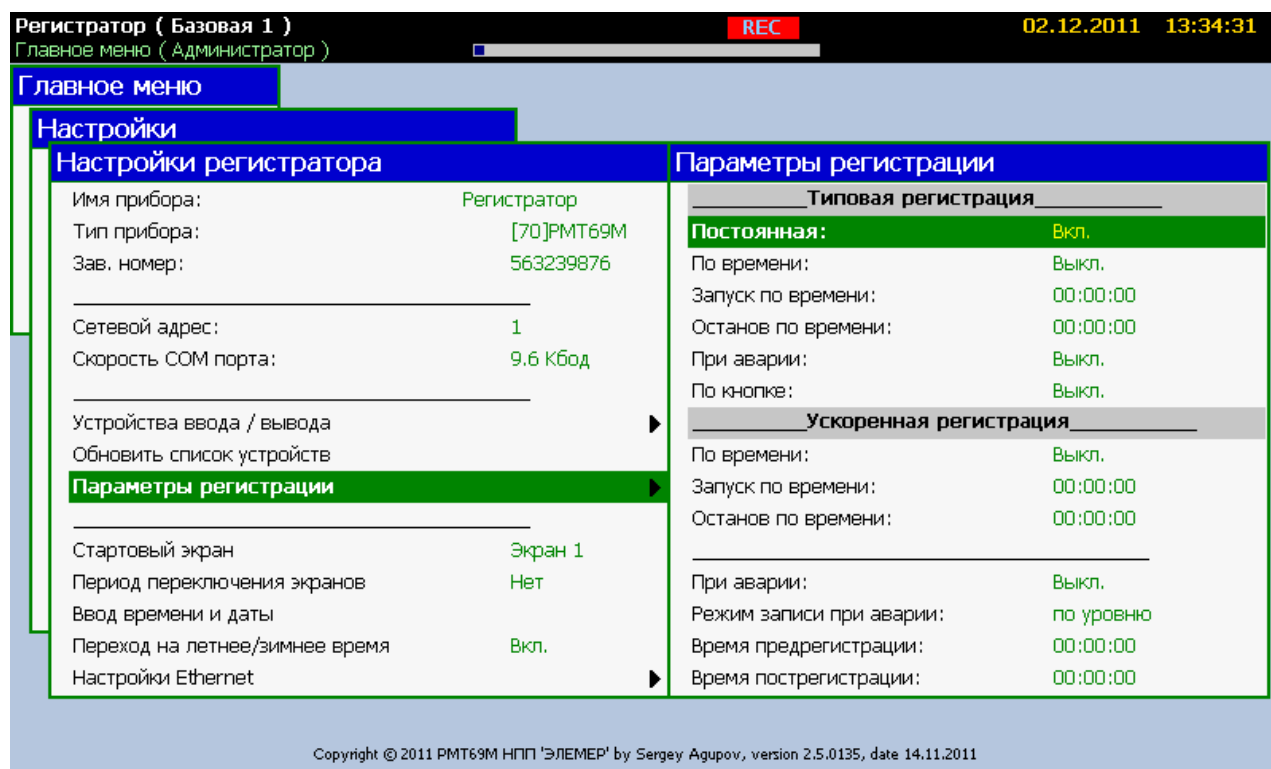 Регистратор ( Базовая 1 )
REC
02.12.2011 13:34:31
Главное меню ( Администратор )
Главное меню
Настройки
Настройки регистратора
Имя прибора: Регистратор
Тип прибора: [70]РМТ69М
Зав. номер: 563239876
Сетевой адрес: 1
Скорость COM порта: 9.6 Кбод
Устройства ввода / вывода
Обновить список устройств
Параметры регистрации
Стартовый экран Экран 1
Период переключения экранов Нет
Ввод времени и даты
Переход на летнее/зимнее время Вкл.
Настройки Ethernet
Параметры регистрации
Типовая регистрация
Постоянная: Вкл.
По времени: Выкл.
Запуск по времени: 00:00:00
Останов по времени: 00:00:00
При аварии: Выкл.
По кнопке: Выкл.
Ускоренная регистрация
По времени: Выкл.
Запуск по времени: 00:00:00
Останов по времени: 00:00:00
При аварии: Выкл.
Режим записи при аварии: по уровню
Время предрегистрации: 00:00:00
Время пострегистрации: 00:00:00
Copyright © 2011 РМТ69М НПП 'ЭЛЕМЕР' by Sergey Agupov, version 2.5.0135, date 14.11.2011